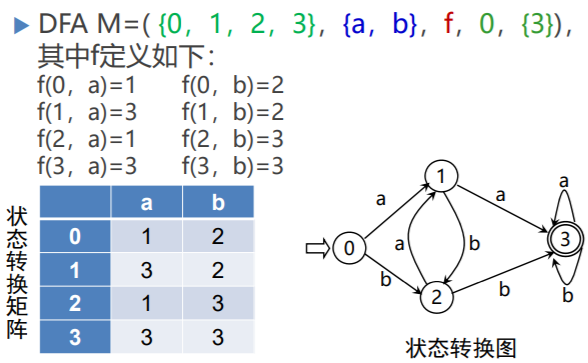 DFA M=( {0, 1, 2, 3}, {a, b}, f, 0, {3}),
其中f定义如下：
f(0, a)=1 f(0, b)=2
f(1, a)=3 f(1, b)=2
f(2, a)=1 f(2, b)=3
f(3, a)=3 f(3, b)=3
状态转换矩阵
a b
0 1 2
1 3 2
2 1 3
3 3 3
1
a
a
a
0
a
b
3
b
2
b
b
状态转换图